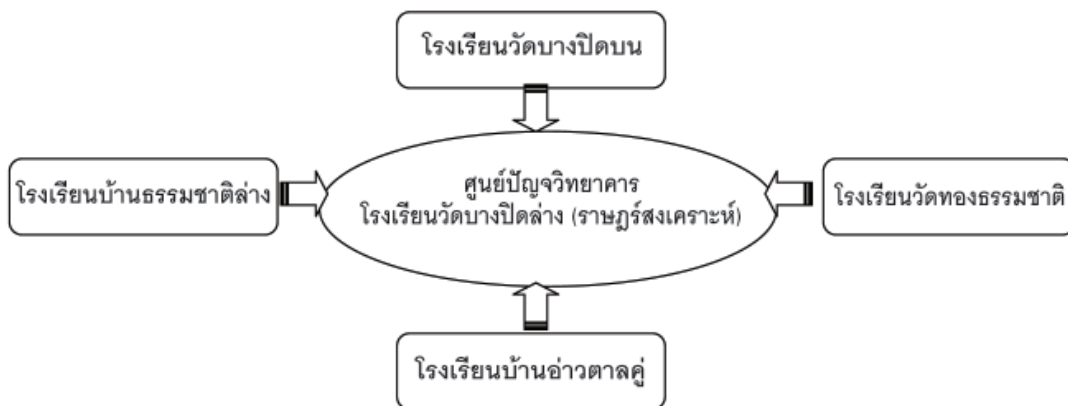 โรงเรียนวัดบางปิดบน
โรงเรียนบ้านธรรมชาติล่าง
ศูนย์ปัญจวิทยาคาร
โรงเรียนวัดบางปิดล่าง (ราษฎร์สงเคราะห์)
โรงเรียนวัดทองธรรมชาติ
โรงเรียนบ้านอ่าวตาลคู่